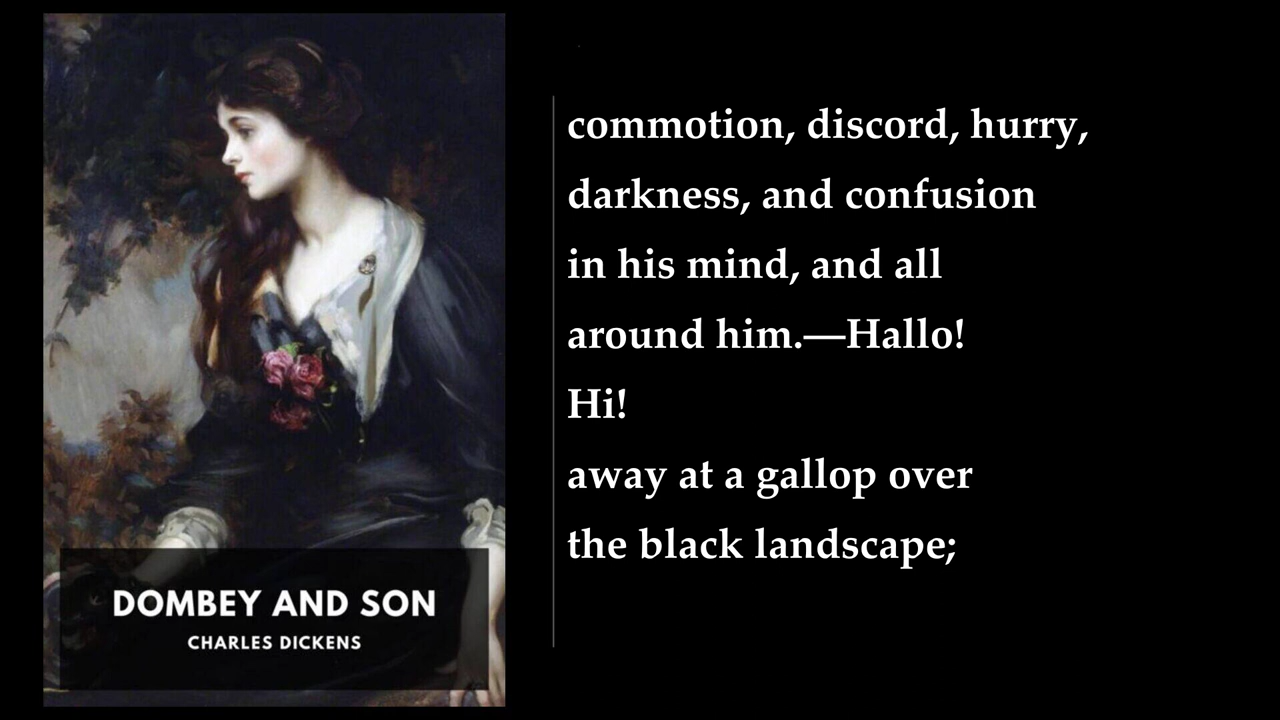 commotion, discord, hurry,
darkness, and confusion
in his mind, and all
around him.—Hallo!
Hi!
away at a gallop over
the black landscape;
DOMBEY AND SON
CHARLES DICKENS